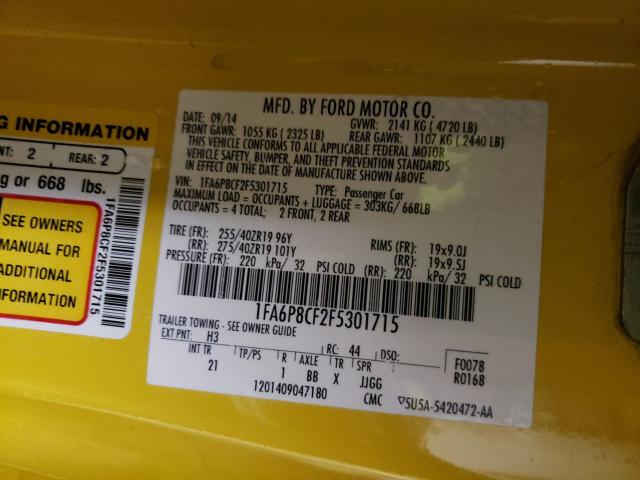 G INFORMATION
NT: 2 REAR: 2
g or 668 lbs.
SEE OWNERS
MANUAL FOR
ADDITIONAL
INFORMATION
1FA6P8CF2F5301715
MFD. BY FORD MOTOR CO.
DATE: 09/14 GVWR: 2141 KG ( 4720 LB)
FRONT GAWR: 1055 KG ( 2325 LB) REAR GAWR: 1107 KG ( 2440 LB)
THIS VEHICLE CONFORMS TO ALL APPLICABLE FEDERAL MOTOR
VEHICLE SAFETY, BUMPER, AND THEFT PREVENTION STANDARDS
IN EFFECT ON THE DATE OF MANUFACTURE SHOWN ABOVE.
VIN: 1FA6P8CF2F5301715 TYPE: Passenger Car
MAXIMUM LOAD = OCCUPANTS + LUGGAGE = 303KG/ 668LB
OCCUPANTS = 4 TOTAL; 2 FRONT, 2 REAR
TIRE (FR): 255/40ZR19 96Y RIMS (FR): 19x9.0J
(RR): 275/40ZR19 101Y (RR): 19x9.5J
PRESSURE (FR): 220 kPa/ 32 PSI COLD (RR): 220 kPa/ 32 PSI COLD
1FA6P8CF2F5301715
TRAILER TOWING - SEE OWNER GUIDE
EXT PNT: H3 RC: 44 DSO: F0078
INT TR TP/PS R AXLE TR SPR R0168
21 1 BB X JJGG
1201409047180 CMC ▽5U5A-5420472-AA